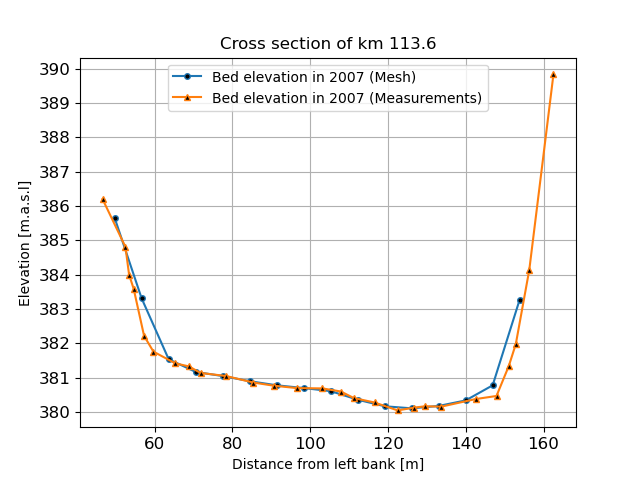 Cross section of km 113.6
Bed elevation in 2007 (Mesh)
Bed elevation in 2007 (Measurements)
390
389
388
387
386
385
384
383
382
381
380
Elevation [m.a.s.l]
60 80 100 120 140 160
Distance from left bank [m]